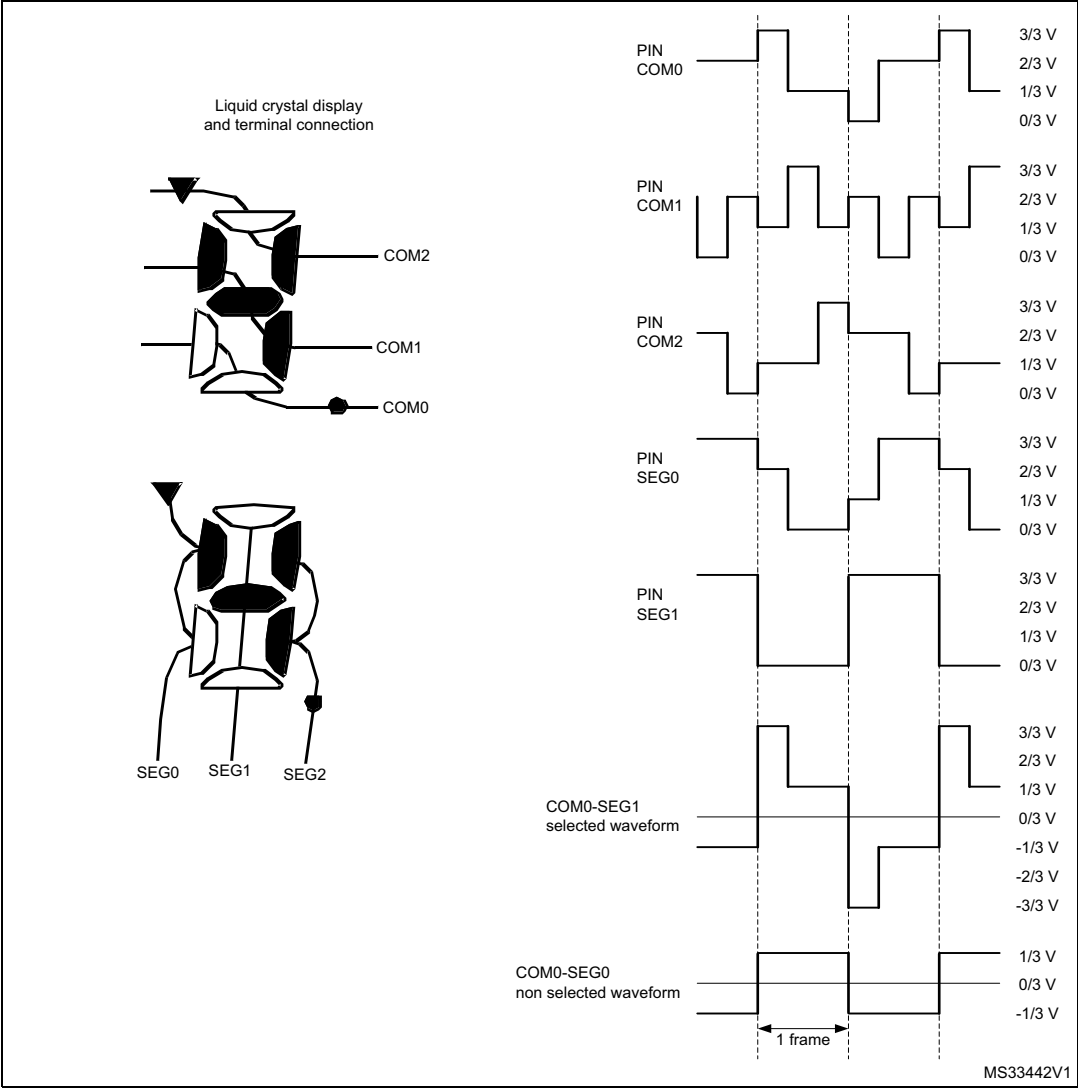 Liquid crystal display
and terminal connection
COM2
COM1
COM0
SEG0
SEG1
SEG2
PIN
COM0
3/3 V
2/3 V
1/3 V
0/3 V
PIN
COM1
3/3 V
2/3 V
1/3 V
0/3 V
PIN
COM2
3/3 V
2/3 V
1/3 V
0/3 V
PIN
SEG0
3/3 V
2/3 V
1/3 V
0/3 V
PIN
SEG1
3/3 V
2/3 V
1/3 V
0/3 V
COM0-SEG1
selected waveform
3/3 V
2/3 V
1/3 V
0/3 V
-1/3 V
-2/3 V
-3/3 V
COM0-SEG0
non selected waveform
1/3 V
0/3 V
-1/3 V
1 frame
MS33442V1